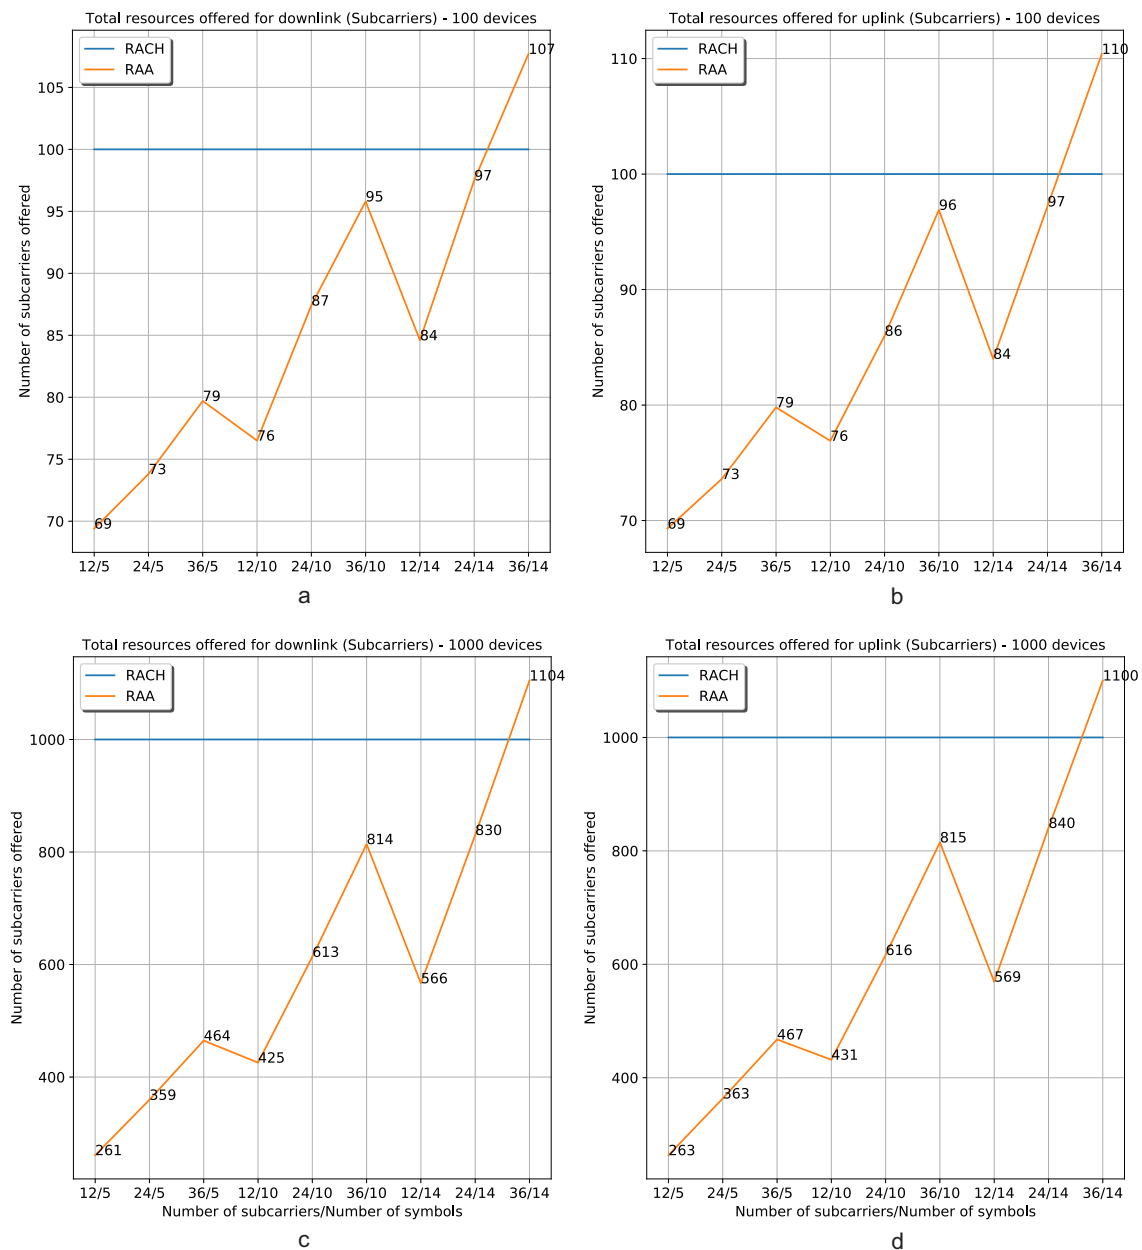 Total resources offered for downlink (Subcarriers) - 100 devices
RACH
RAA
Number of subcarriers offered
105
100
95
90
85
80
75
70
69
73
79
76
87
95
84
97
107
12/5 24/5 36/5 12/10 24/10 36/10 12/14 24/14 36/14
a
Total resources offered for uplink (Subcarriers) - 100 devices
RACH
RAA
Number of subcarriers offered
110
100
90
80
70
69
73
79
76
86
96
84
97
110
12/5 24/5 36/5 12/10 24/10 36/10 12/14 24/14 36/14
b
Total resources offered for downlink (Subcarriers) - 1000 devices
RACH
RAA
Number of subcarriers offered
1000
800
600
400
261
359
464
425
613
814
566
830
1104
12/5 24/5 36/5 12/10 24/10 36/10 12/14 24/14 36/14
Number of subcarriers/Number of symbols
c
Total resources offered for uplink (Subcarriers) - 1000 devices
RACH
RAA
Number of subcarriers offered
1000
800
600
400
263
363
467
431
616
815
569
840
1100
12/5 24/5 36/5 12/10 24/10 36/10 12/14 24/14 36/14
Number of subcarriers/Number of symbols
d